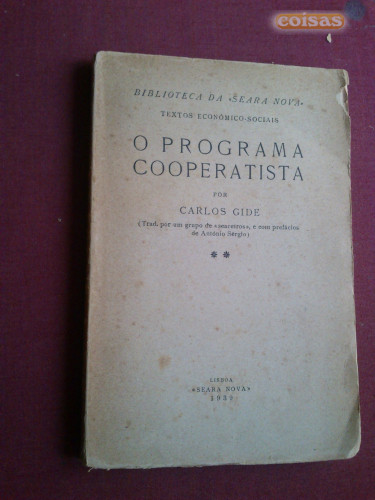 coisas
BIBLIOTECA DA «SEARA NOVA»
TEXTOS ECONÓMICO-SOCIAIS
O PROGRAMA
COOPERATISTA
POR
CARLOS GIDE
(Trad. por um grupo de «seareiros», e com prefácios
de António Sérgio)
* *
LISBOA
«SEARA NOVA»